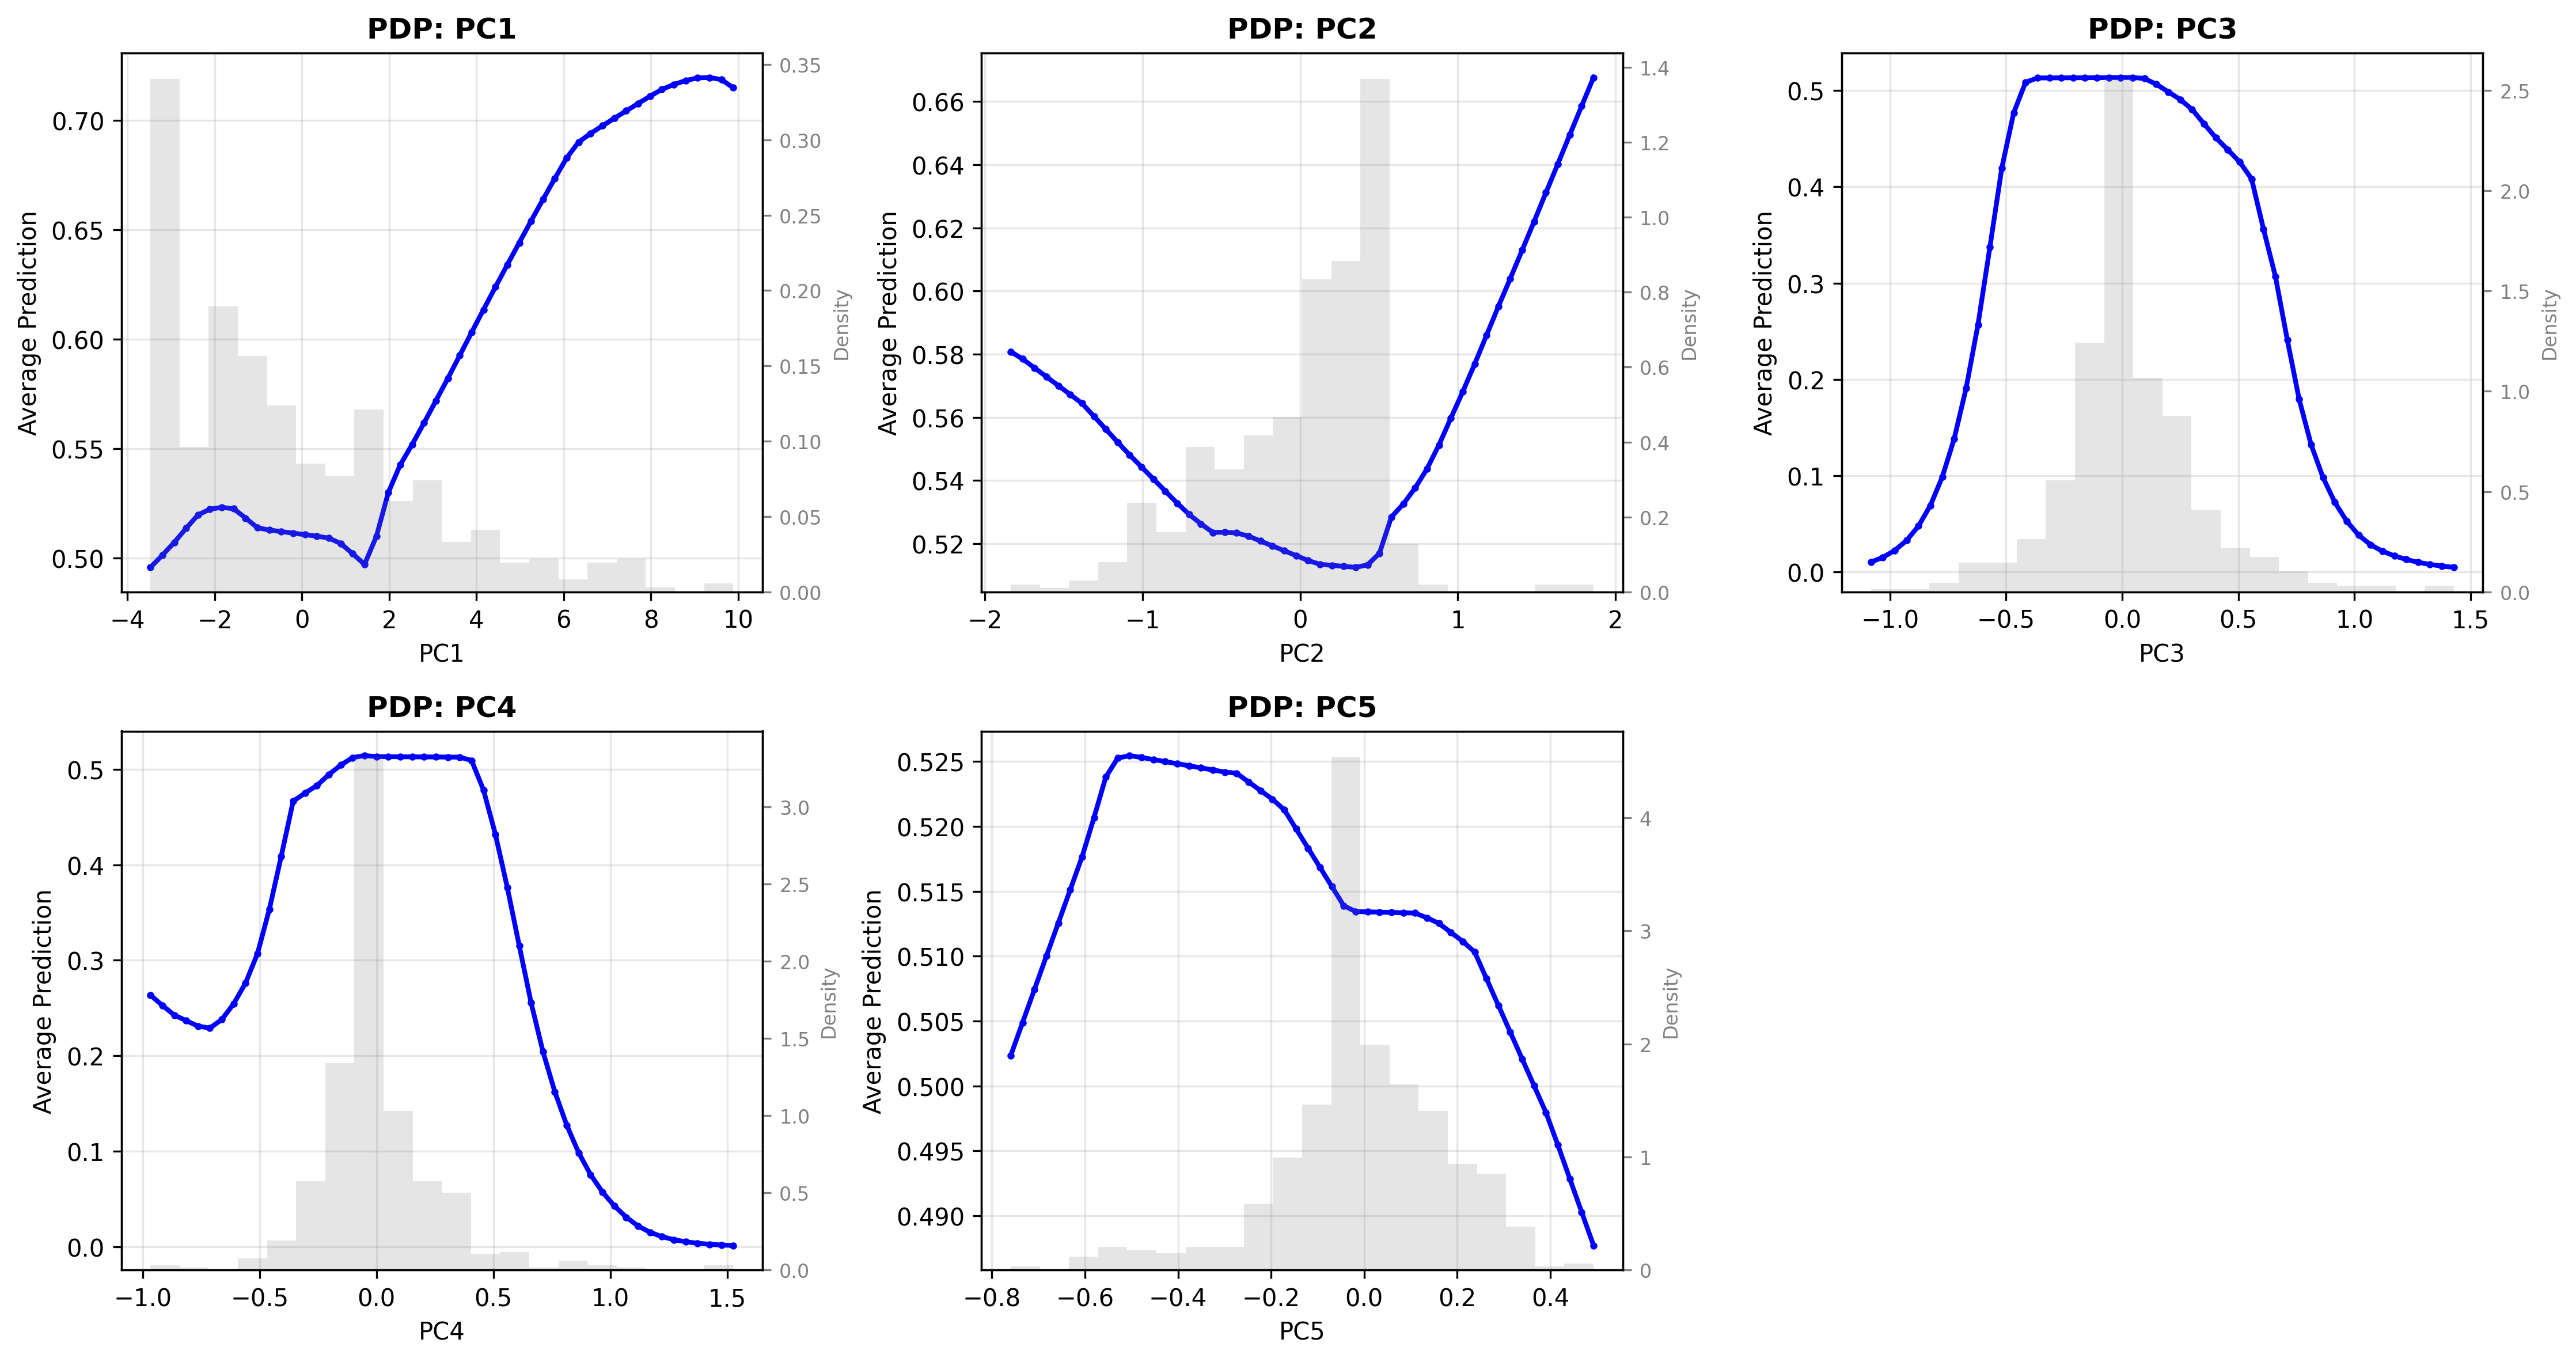 PDP: PC1
0.70
0.65
0.60
0.55
0.50
Average Prediction
0.35
0.30
0.25
0.20
0.15
0.10
0.05
0.00
Density
−4 −2 0 2 4 6 8 10
PC1
PDP: PC2
0.66
0.64
0.62
0.60
0.58
0.56
0.54
0.52
Average Prediction
1.4
1.2
1.0
0.8
0.6
0.4
0.2
0.0
Density
−2 −1 0 1 2
PC2
PDP: PC3
0.5
0.4
0.3
0.2
0.1
0.0
Average Prediction
2.5
2.0
1.5
1.0
0.5
0.0
Density
−1.0 −0.5 0.0 0.5 1.0 1.5
PC3
PDP: PC4
0.5
0.4
0.3
0.2
0.1
0.0
Average Prediction
3.0
2.5
2.0
1.5
1.0
0.5
0.0
Density
−1.0 −0.5 0.0 0.5 1.0 1.5
PC4
PDP: PC5
0.525
0.520
0.515
0.510
0.505
0.500
0.495
0.490
Average Prediction
4
3
2
1
0
Density
−0.8 −0.6 −0.4 −0.2 0.0 0.2 0.4
PC5